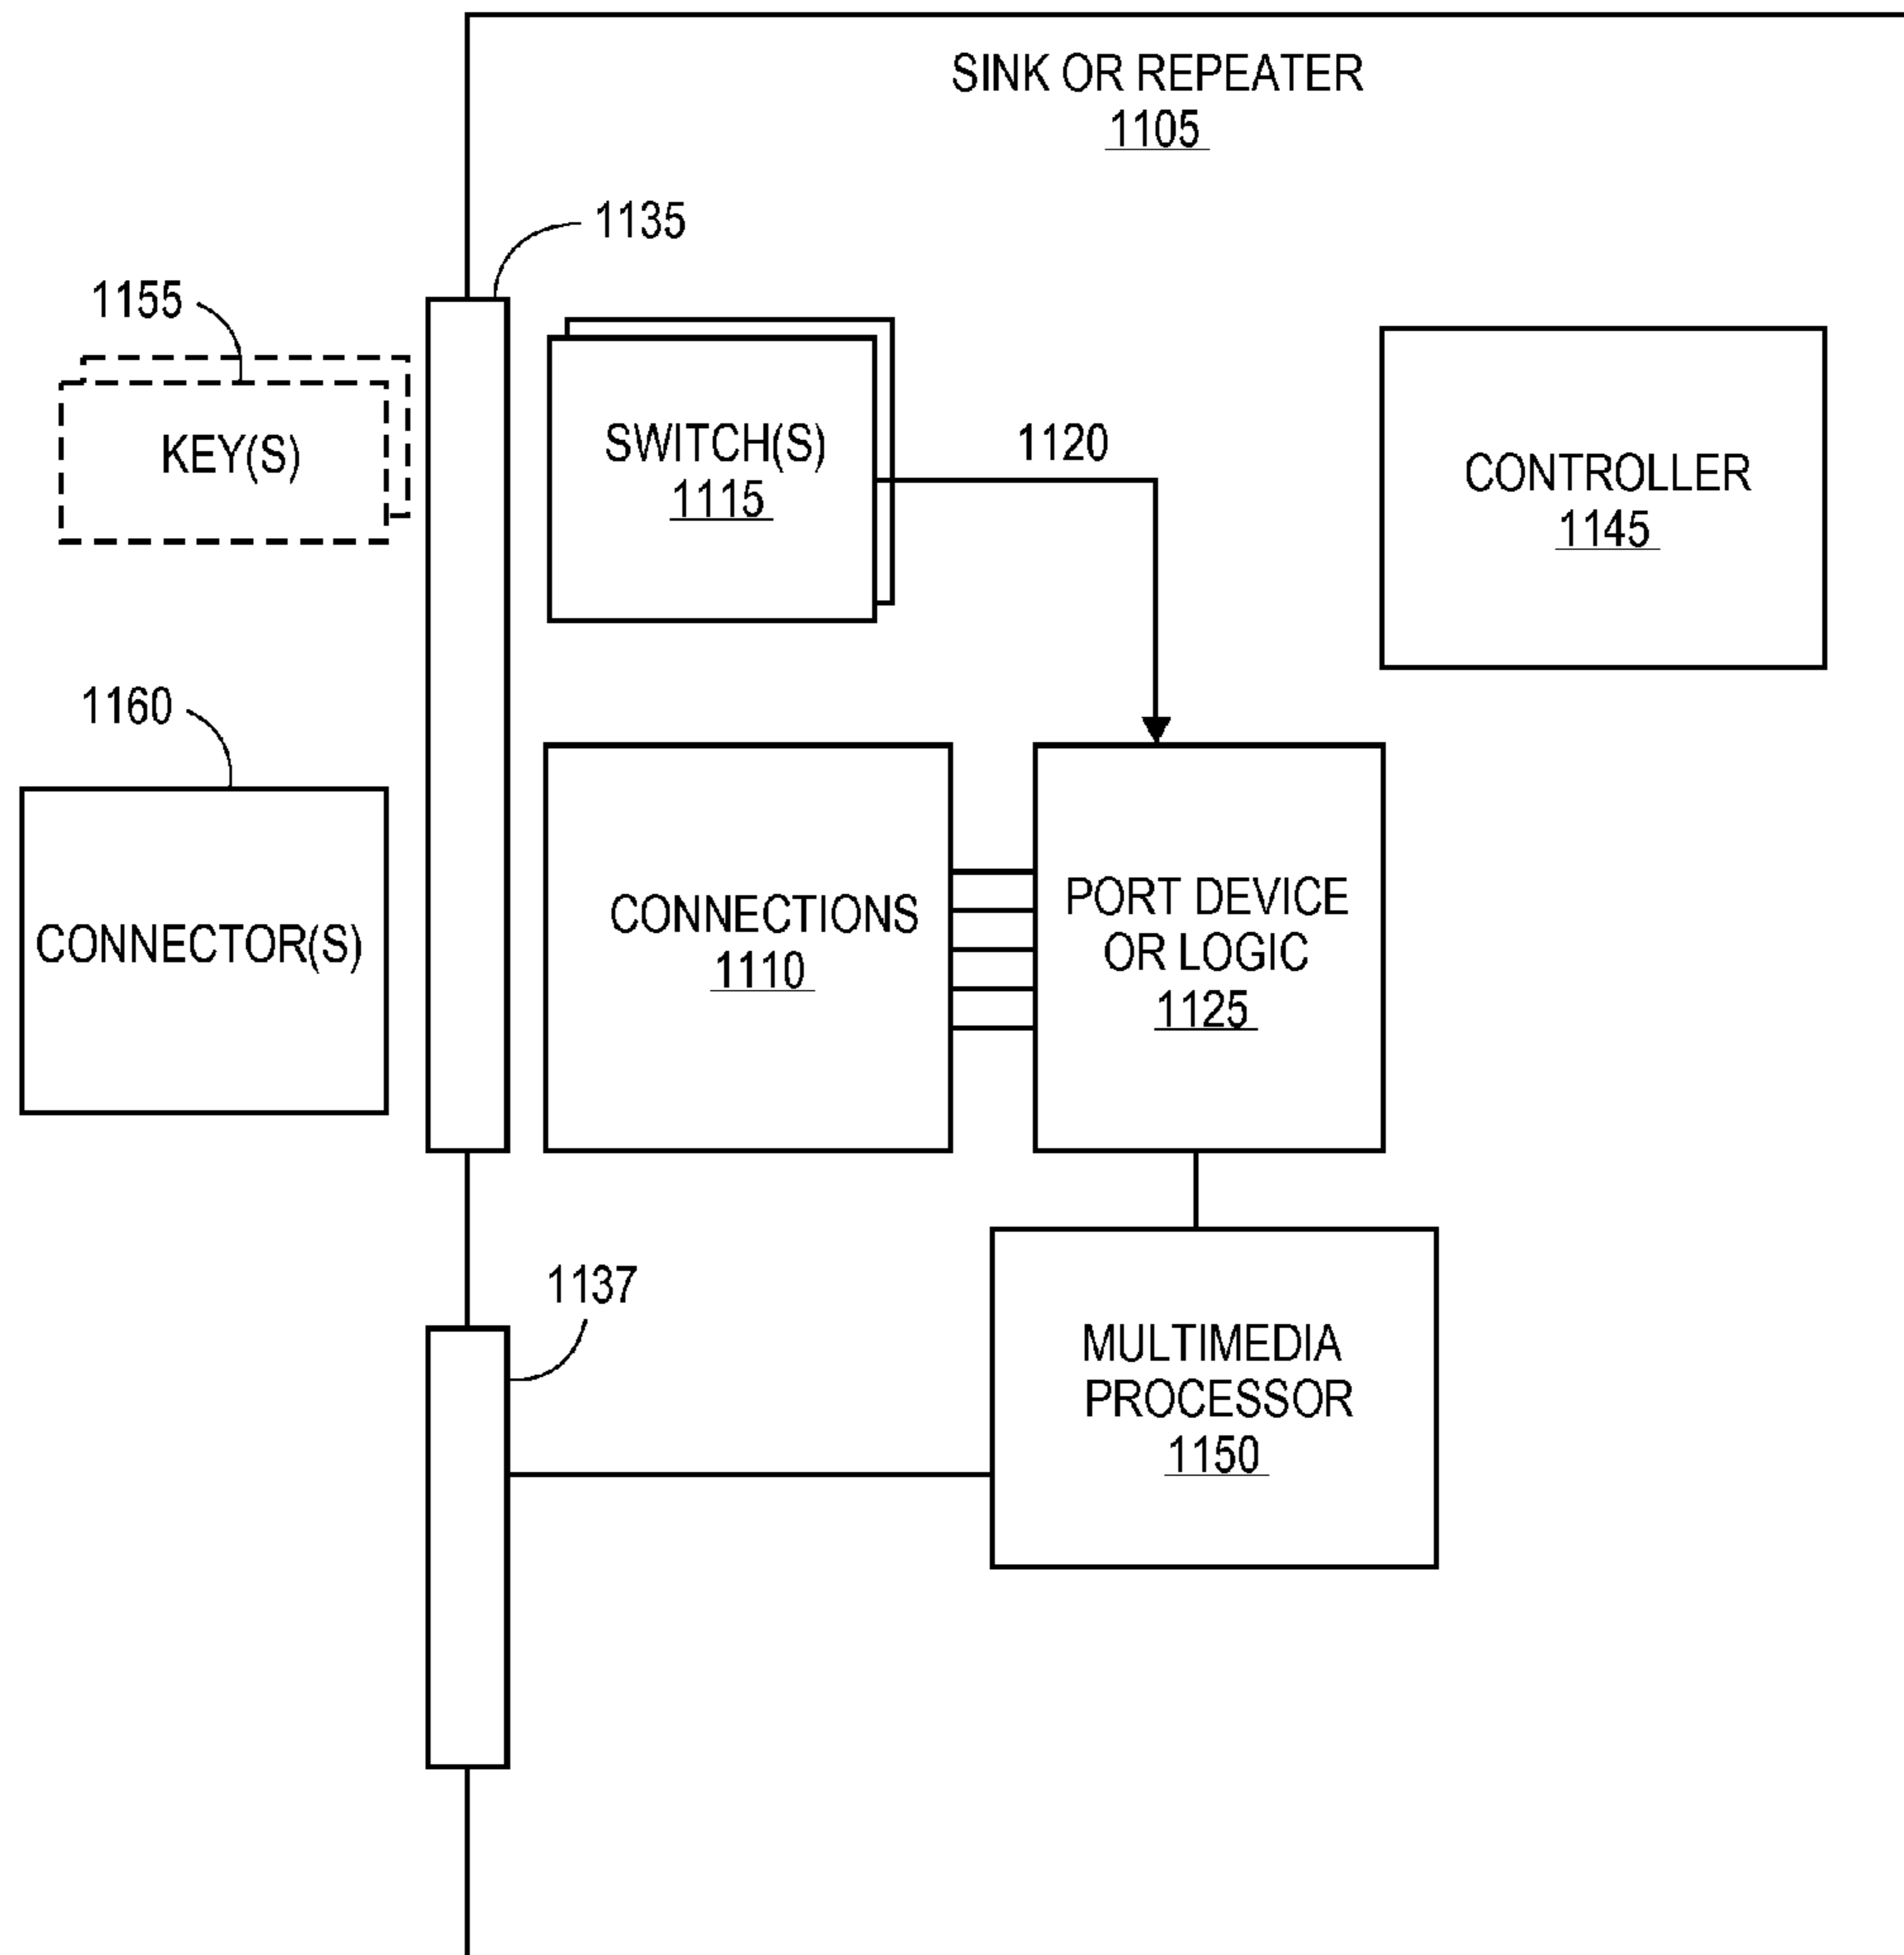 SINK OR REPEATER
1105
1135
1155
KEY(S)
SWITCH(S)
1115
1120
CONTROLLER
1145
1160
CONNECTOR(S)
CONNECTIONS
1110
PORT DEVICE
OR LOGIC
1125
1137
MULTIMEDIA
PROCESSOR
1150